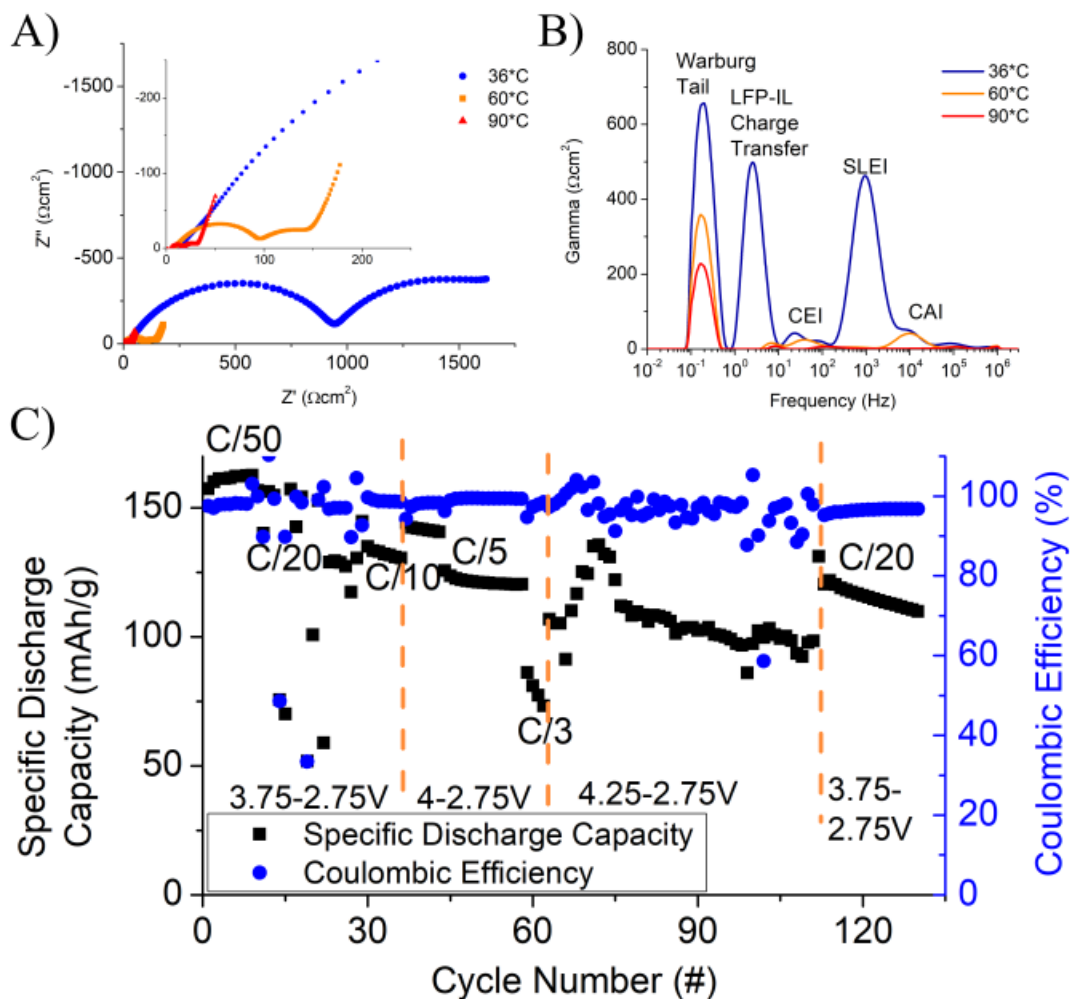 A)
-1500
-1000
-500
0
Z'' (Ωcm²)
0
500
1000
1500
Z' (Ωcm²)
-200
-100
0
0
100
200
36*C
60*C
90*C
B)
800
600
400
200
0
Gamma (Ωcm²)
Warburg
Tail
LFP-IL
Charge
Transfer
SLEI
CEI
CAI
36*C
60*C
90*C
10⁻² 10⁻¹ 10⁰ 10¹ 10² 10³ 10⁴ 10⁵ 10⁶
Frequency (Hz)
C)
C/50
C/20
C/10
C/5
C/3
C/20
3.75-2.75V
4-2.75V
4.25-2.75V
3.75-
2.75V
Specific Discharge Capacity
Coulombic Efficiency
150
100
50
0
Specific Discharge
Capacity (mAh/g)
100
80
60
40
20
0
Coulombic Efficiency (%)
0 30 60 90 120
Cycle Number (#)